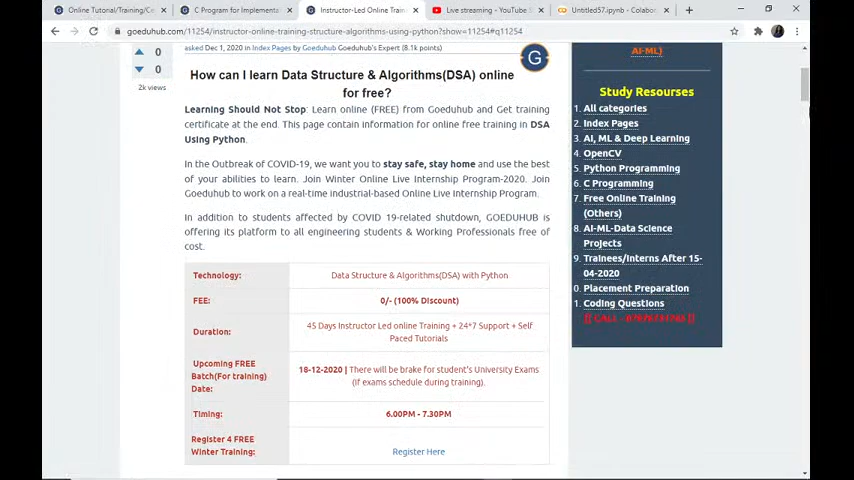 Online Tutorial/Training/Ce
C Program for Implementa
Instructor-Led Online Train
Live streaming - YouTube S
Untitled57.ipynb - Colabor
goeduhub.com/11254/instructor-online-training-structure-algorithms-using-python?show=11254#q11254
0
0
2k views
asked Dec 1, 2020 in Index Pages by Goeduhub Goeduhub's Expert (8.1k points)
G
How can I learn Data Structure & Algorithms(DSA) online
for free?
Learning Should Not Stop: Learn online (FREE) from Goeduhub and Get training
certificate at the end. This page contain information for online free training in DSA
Using Python.
In the Outbreak of COVID-19, we want you to stay safe, stay home and use the best
of your abilities to learn. Join Winter Online Live Internship Program-2020. Join
Goeduhub to work on a real-time industrial-based Online Live Internship Program.
In addition to students affected by COVID 19-related shutdown, GOEDUHUB is
offering its platform to all engineering students & Working Professionals free of
cost.
Technology: Data Structure & Algorithms(DSA) with Python
FEE: 0/- (100% Discount)
Duration: 45 Days Instructor Led online Training + 24*7 Support + Self
Paced Tutorials
Upcoming FREE
Batch(For training)
Date:
18-12-2020 | There will be brake for student's University Exams
(if exams schedule during training).
Timing: 6.00PM - 7.30PM
Register 4 FREE
Winter Training:
Register Here
AI-ML)
Study Resourses
1. All categories
2. Index Pages
3. AI, ML & Deep Learning
4. OpenCV
5. Python Programming
6. C Programming
7. Free Online Training
(Others)
8. AI-ML-Data Science
Projects
9. Trainees/Interns After 15-
04-2020
0. Placement Preparation
1. Coding Questions